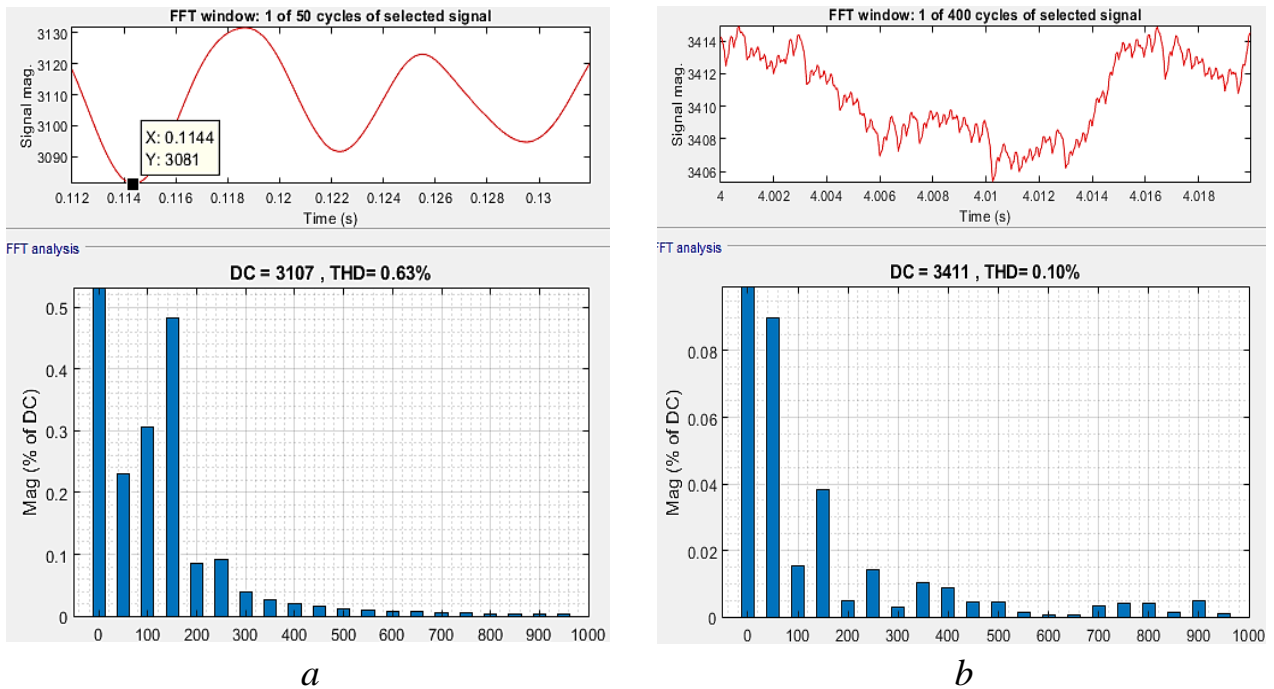 FFT window: 1 of 50 cycles of selected signal
Signal mag.
3130
3120
3110
3100
3090
X: 0.1144
Y: 3081
0.112 0.114 0.116 0.118 0.12 0.122 0.124 0.126 0.128 0.13
Time (s)
FFT analysis
DC = 3107 , THD= 0.63%
Mag (% of DC)
0.5
0.4
0.3
0.2
0.1
0
0 100 200 300 400 500 600 700 800 900 1000
a
FFT window: 1 of 400 cycles of selected signal
Signal mag.
3414
3412
3410
3408
3406
4 4.002 4.004 4.006 4.008 4.01 4.012 4.014 4.016 4.018
Time (s)
FFT analysis
DC = 3411 , THD= 0.10%
Mag (% of DC)
0.08
0.06
0.04
0.02
0
0 100 200 300 400 500 600 700 800 900 1000
b